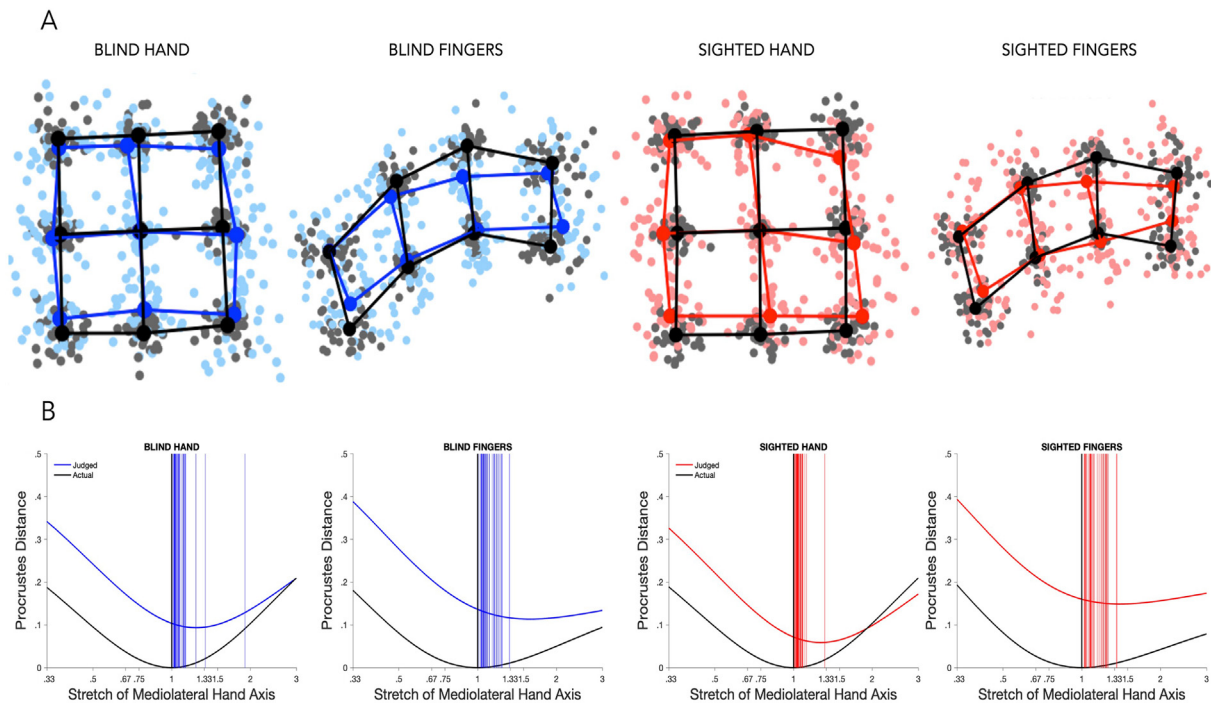 A
BLIND HAND
BLIND FINGERS
SIGHTED HAND
SIGHTED FINGERS
B
BLIND HAND
Judged
Actual
Procrustes Distance
.5
.4
.3
.2
.1
0
.33 .5 .67 .75 1 1.33 1.5 2 3
Stretch of Mediolateral Hand Axis
BLIND FINGERS
Procrustes Distance
.5
.4
.3
.2
.1
0
.33 .5 .67 .75 1 1.33 1.5 2 3
Stretch of Mediolateral Hand Axis
SIGHTED HAND
Judged
Actual
Procrustes Distance
.5
.4
.3
.2
.1
0
.33 .5 .67 .75 1 1.33 1.5 2 3
Stretch of Mediolateral Hand Axis
SIGHTED FINGERS
Procrustes Distance
.5
.4
.3
.2
.1
0
.33 .5 .67 .75 1 1.33 1.5 2 3
Stretch of Mediolateral Hand Axis